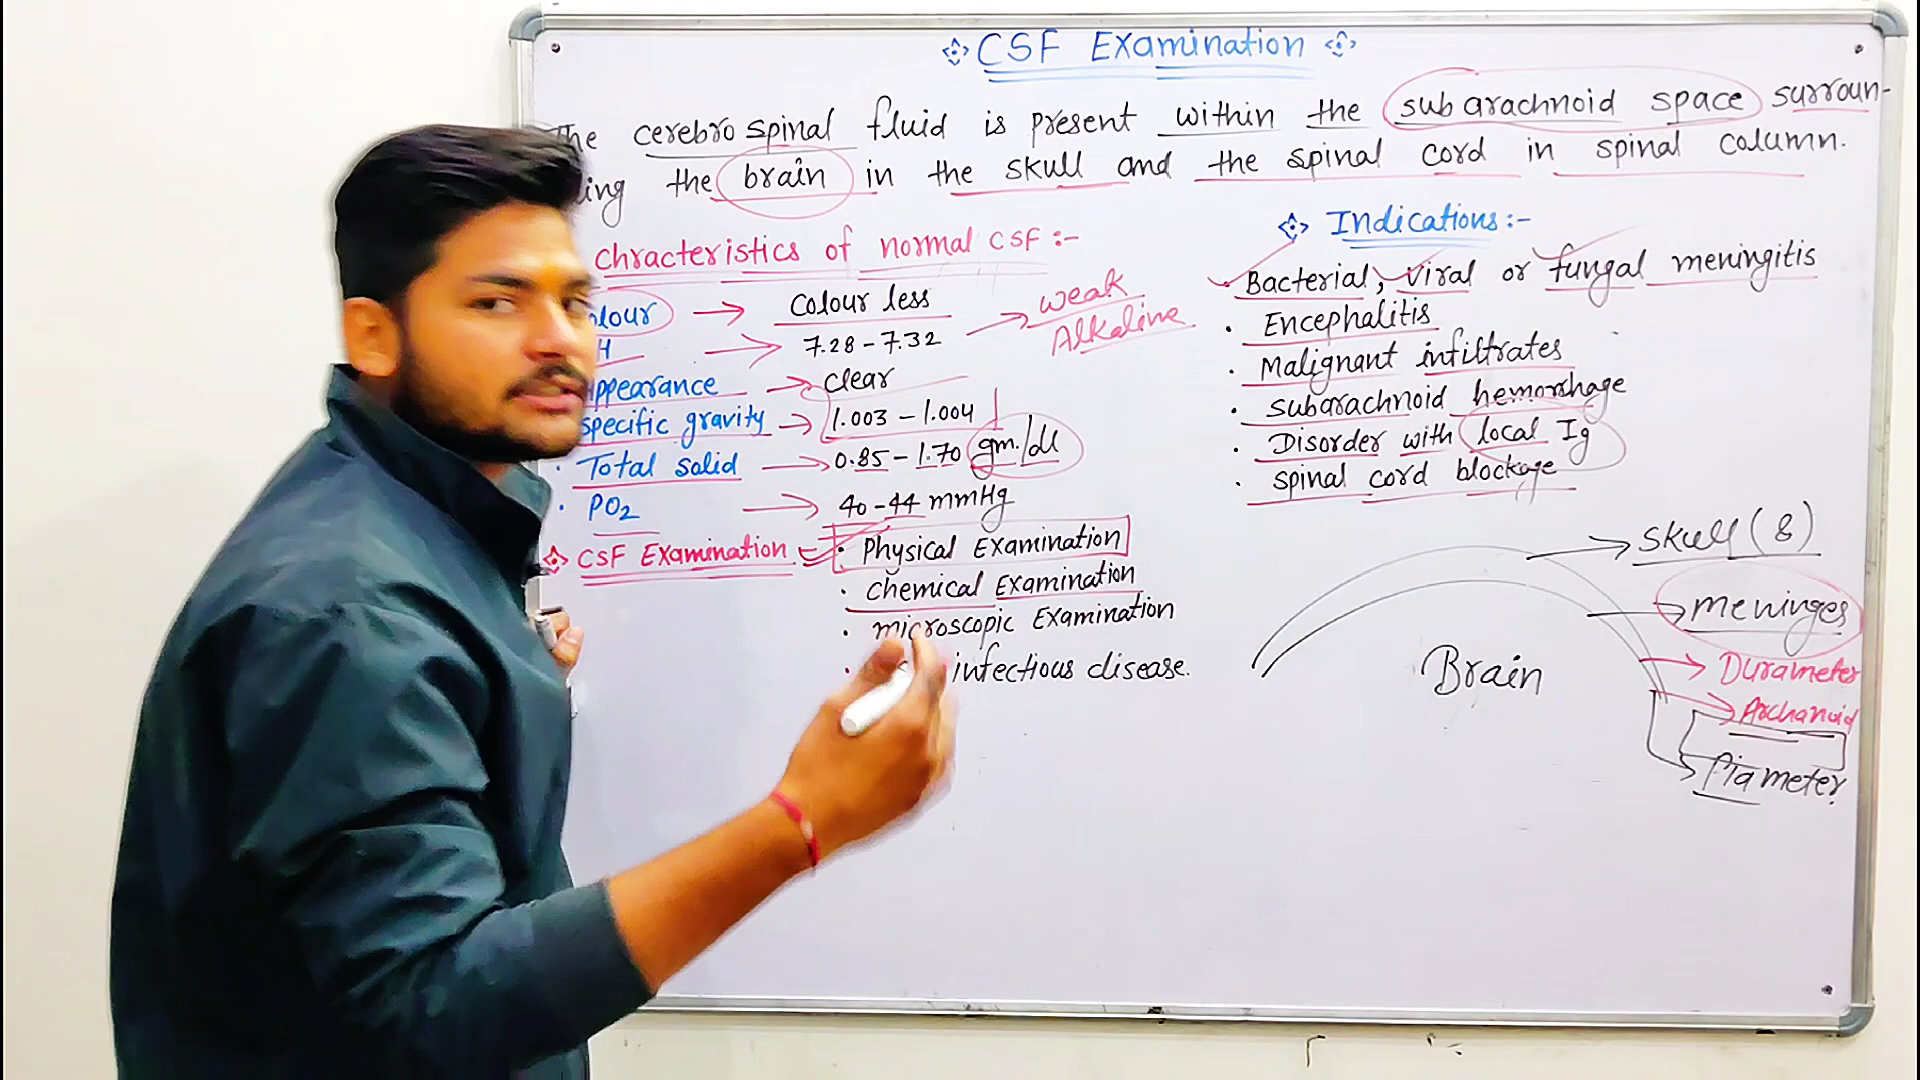 CSF Examination
The cerebro spinal fluid is present within the sub arachnoid space surroun-
ding the brain in the skull and the spinal cord in spinal column.
chracteristics of normal CSF :-
colour → Colour less
PH → 7.28 - 7.32 → weak Alkaline
Appearance → clear
specific gravity → 1.003 - 1.004
Total solid → 0.85 - 1.70 gm./dl
PO2 → 40-44 mmHg
CSF Examination - Physical Examination
chemical Examination
microscopic Examination
infectious disease.
Indications:-
Bacterial, viral or fungal meningitis
Encephalitis
Malignant infiltrates
subarachnoid hemorrhage
Disorder with local Ig
spinal cord blockage
Skull (8)
meninges
Durameter
Archanoid
Piameter
Brain